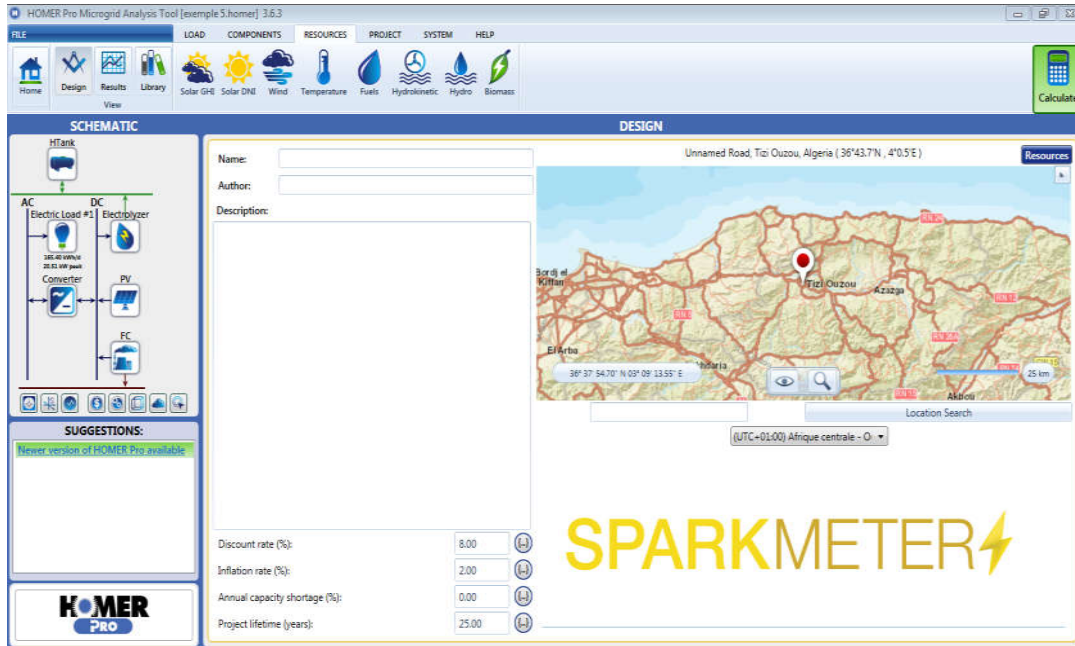 HOMER Pro Microgrid Analysis Tool [exemple 5.homer] 3.6.3
FILE
LOAD COMPONENTS RESOURCES PROJECT SYSTEM HELP
Home
Design
Results
Library
View
Solar GHI
Solar DNI
Wind
Temperature
Fuels
Hydrokinetic
Hydro
Biomass
Calculate
SCHEMATIC
HTank
AC DC
Electric Load #1
Electrolyzer
165.40 kWh/d
20.51 kW peak
Converter
PV
FC
SUGGESTIONS:
Newer version of HOMER Pro available
HOMER
PRO
DESIGN
Name:
Author:
Description:
Discount rate (%): 8.00
Inflation rate (%): 2.00
Annual capacity shortage (%): 0.00
Project lifetime (years): 25.00
Unnamed Road, Tizi Ouzou, Algeria ( 36°43.7'N , 4°0.5'E )
Resources
RN 24
Bordj el
Kiffan
Tizi Ouzou
Azazga
RN 5
RN 12
El Arba
36° 37' 54.70" N 03° 09' 13.55" E
25 km
Akbou
Location Search
(UTC+01:00) Afrique centrale - O
SPARKMETER